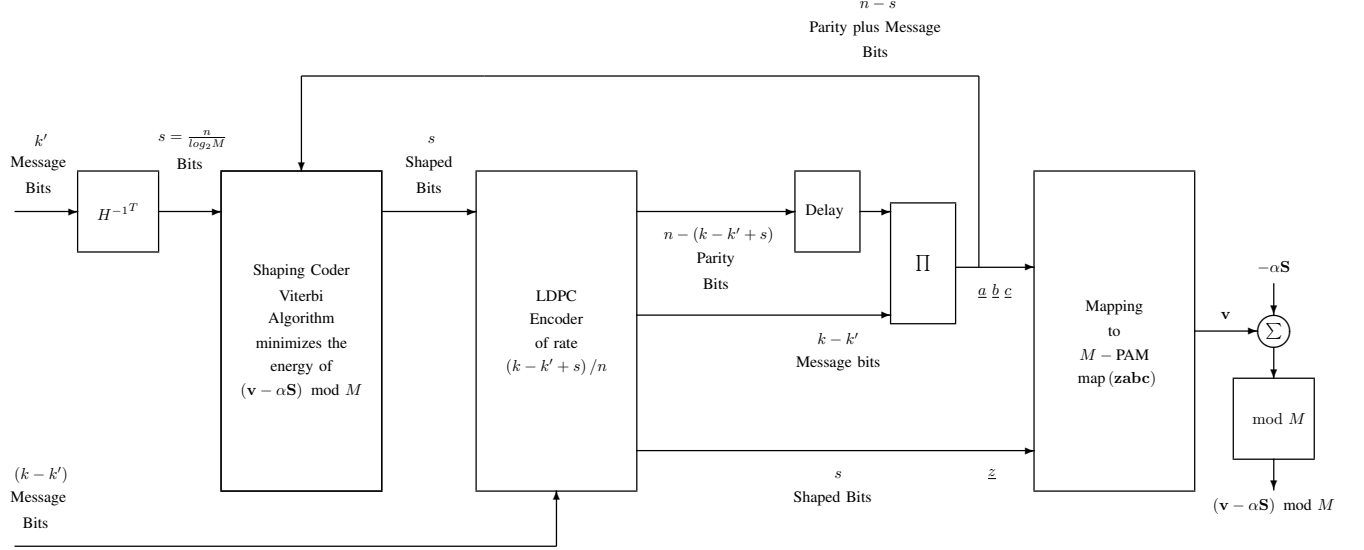 n − s
Parity plus Message
Bits
k′
Message
Bits
s = n/log₂M
Bits
s
Shaped
Bits
H⁻¹ᵀ
Shaping Coder
Viterbi
Algorithm
minimizes the
energy of
(v − αS) mod M
LDPC
Encoder
of rate
(k − k′ + s) /n
Delay
n − (k − k′ + s)
Parity
Bits
∏
a b c
k − k′
Message bits
Mapping
to
M − PAM
map (zabc)
−αS
v
∑
mod M
(v − αS) mod M
(k − k′)
Message
Bits
s
Shaped Bits
z